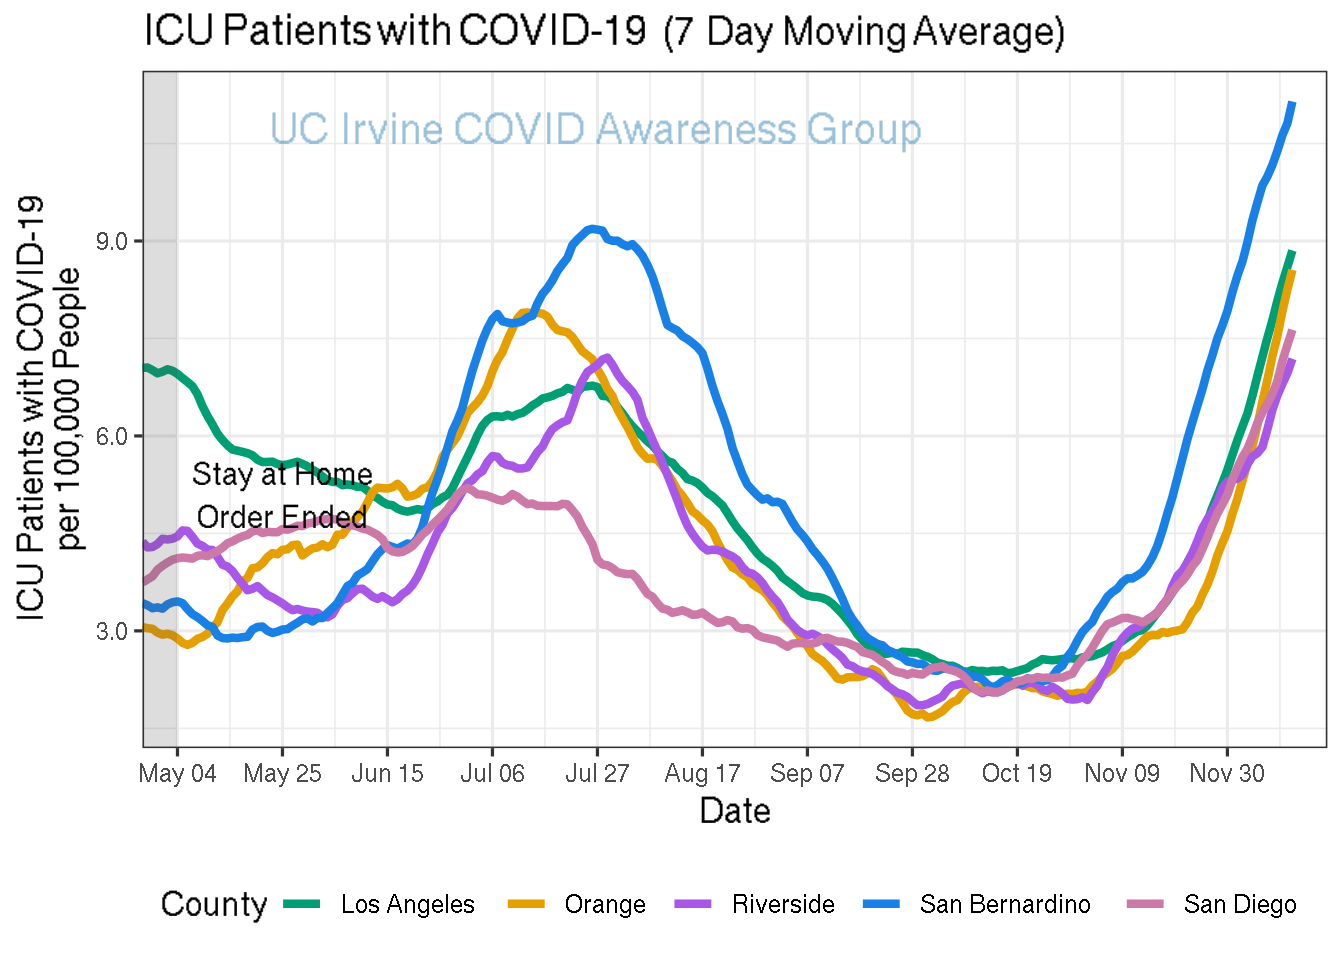 ICU Patients with COVID-19 (7 Day Moving Average)
UC Irvine COVID Awareness Group
ICU Patients with COVID-19
per 100,000 People
9.0
6.0
3.0
Stay at Home
Order Ended
May 04 May 25 Jun 15 Jul 06 Jul 27 Aug 17 Sep 07 Sep 28 Oct 19 Nov 09 Nov 30
Date
County Los Angeles Orange Riverside San Bernardino San Diego